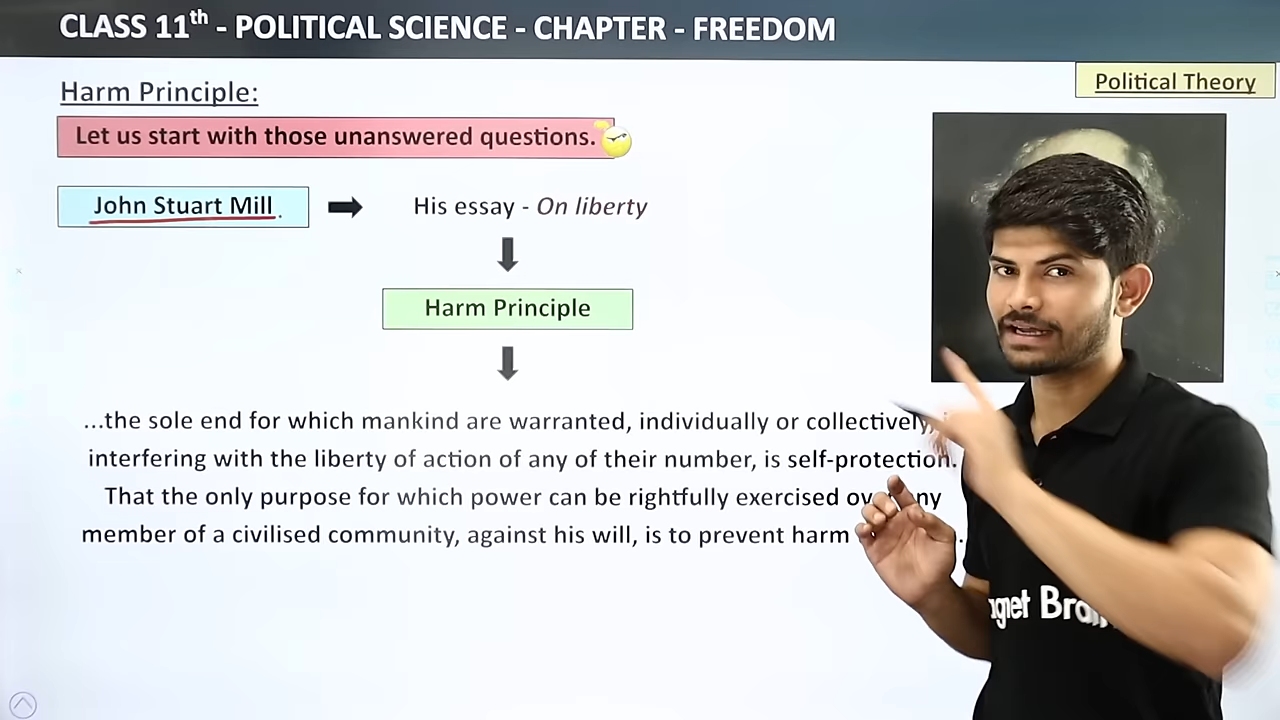 CLASS 11th - POLITICAL SCIENCE - CHAPTER - FREEDOM
Political Theory
Harm Principle:
Let us start with those unanswered questions.
John Stuart Mill
His essay - On liberty
Harm Principle
...the sole end for which mankind are warranted, individually or collectively,
interfering with the liberty of action of any of their number, is self-protection.
That the only purpose for which power can be rightfully exercised
member of a civilised community, against his will, is to prevent harm